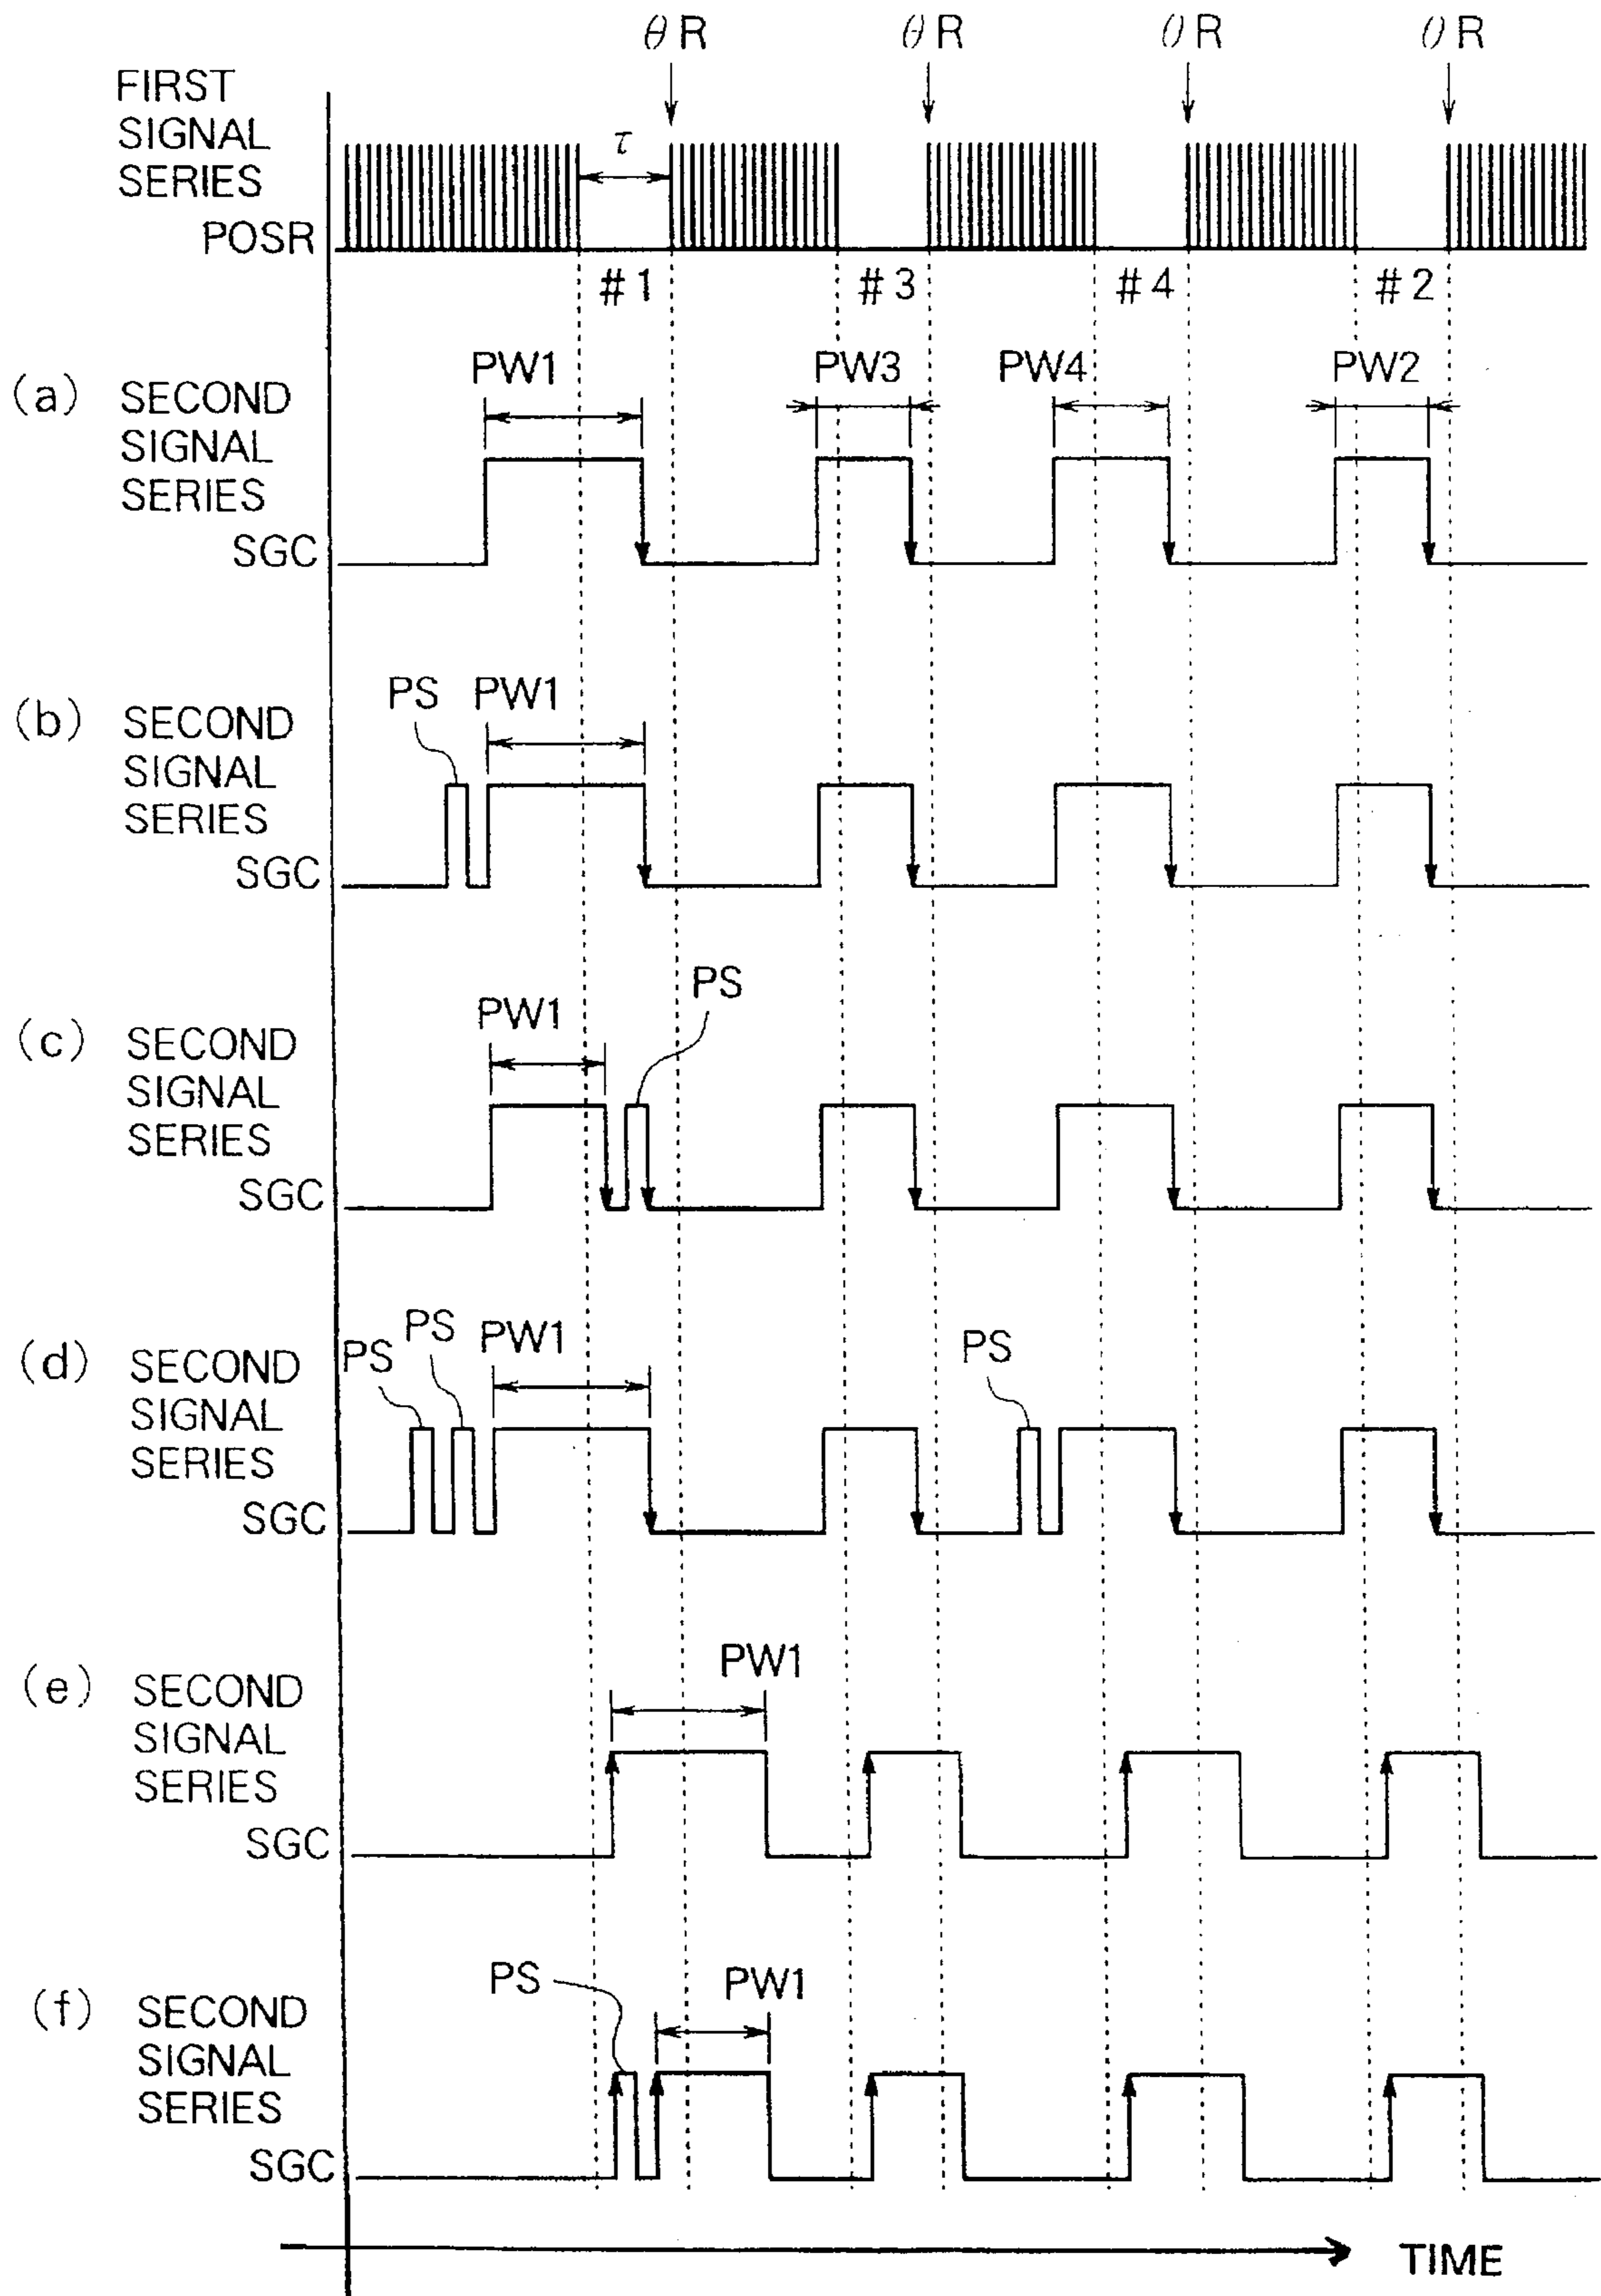 θR θR θR θR
FIRST
SIGNAL
SERIES
τ
POSR
#1 #3 #4 #2
PW1 PW3 PW4 PW2
(a) SECOND
SIGNAL
SERIES
SGC
PS PW1
(b) SECOND
SIGNAL
SERIES
SGC
PS
PW1
(c) SECOND
SIGNAL
SERIES
SGC
PS PS PW1 PS
(d) SECOND
SIGNAL
SERIES
SGC
PW1
(e) SECOND
SIGNAL
SERIES
SGC
PS PW1
(f) SECOND
SIGNAL
SERIES
SGC
TIME